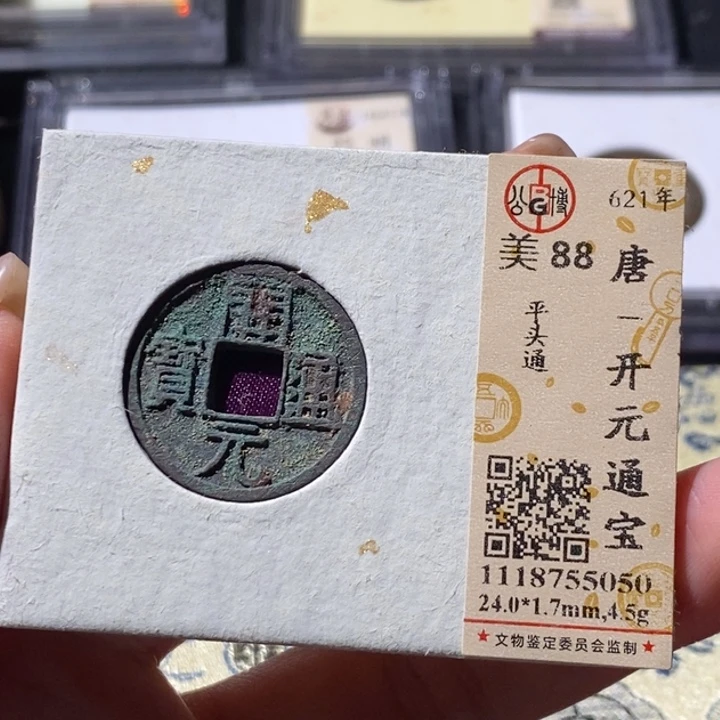 開元通寶
公博
621年
美 88
唐-开元通宝
平头通
1118755050
24.0*1.7mm,4.5g
★文物鉴定委员会监制★